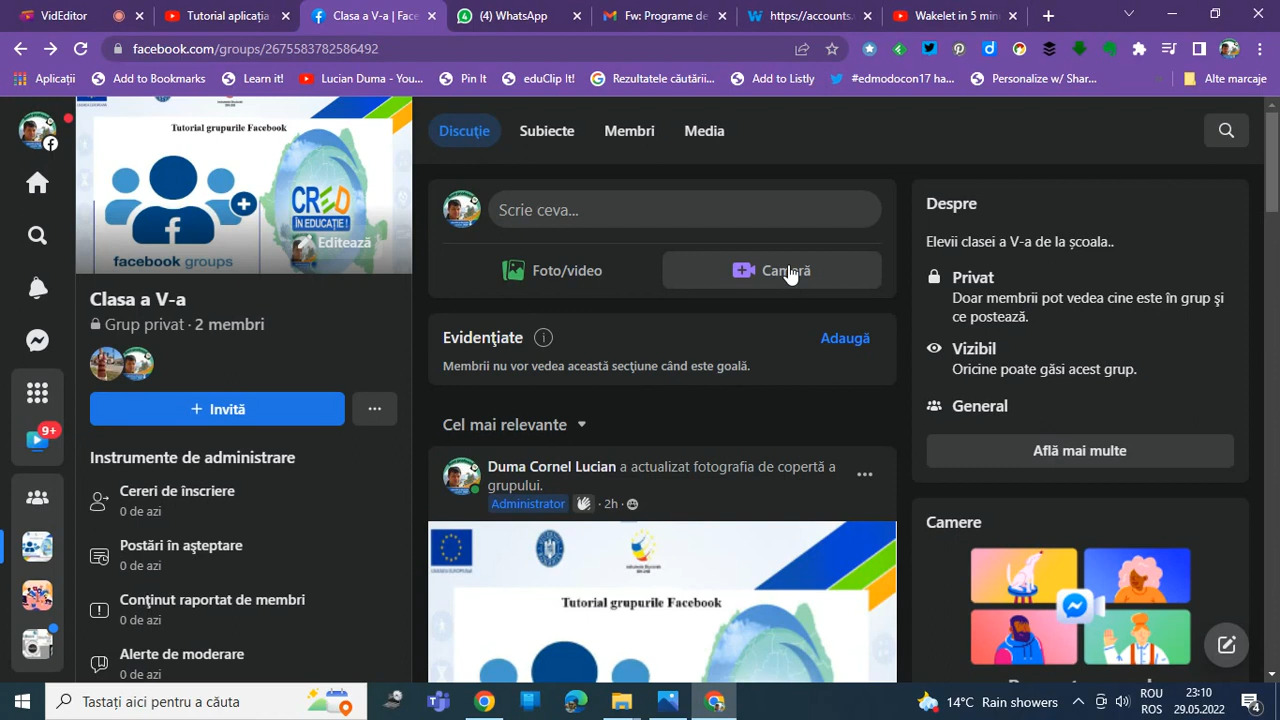 VidEditor
Tutorial aplicația
Clasa a V-a | Face
(4) WhatsApp
Fw: Programe de
https://accounts.
Wakelet in 5 min
facebook.com/groups/2675583782586492
Aplicații
Add to Bookmarks
Learn it!
Lucian Duma - You...
Pin It
eduClip It!
Rezultatele căutării...
Add to Listly
#edmodocon17 ha...
Personalize w/ Shar...
Alte marcaje
Tutorial grupurile Facebook
CRED
ÎN EDUCAȚIE !
facebook groups
Editează
Clasa a V-a
Grup privat · 2 membri
+ Invită
Instrumente de administrare
Cereri de înscriere
0 de azi
Postări în aşteptare
0 de azi
Conţinut raportat de membri
0 de azi
Alerte de moderare
0 de azi
9+
Discuţie
Subiecte
Membri
Media
Scrie ceva...
Foto/video
Cameră
Evidenţiate
Adaugă
Membrii nu vor vedea această secţiune când este goală.
Cel mai relevante
Duma Cornel Lucian a actualizat fotografia de copertă a
grupului.
Administrator
· 2h ·
Tutorial grupurile Facebook
Despre
Elevii clasei a V-a de la școala..
Privat
Doar membrii pot vedea cine este în grup şi
ce postează.
Vizibil
Oricine poate găsi acest grup.
General
Află mai multe
Camere
Tastați aici pentru a căuta
14°C Rain showers
ROU
ROS
23:10
29.05.2022
4